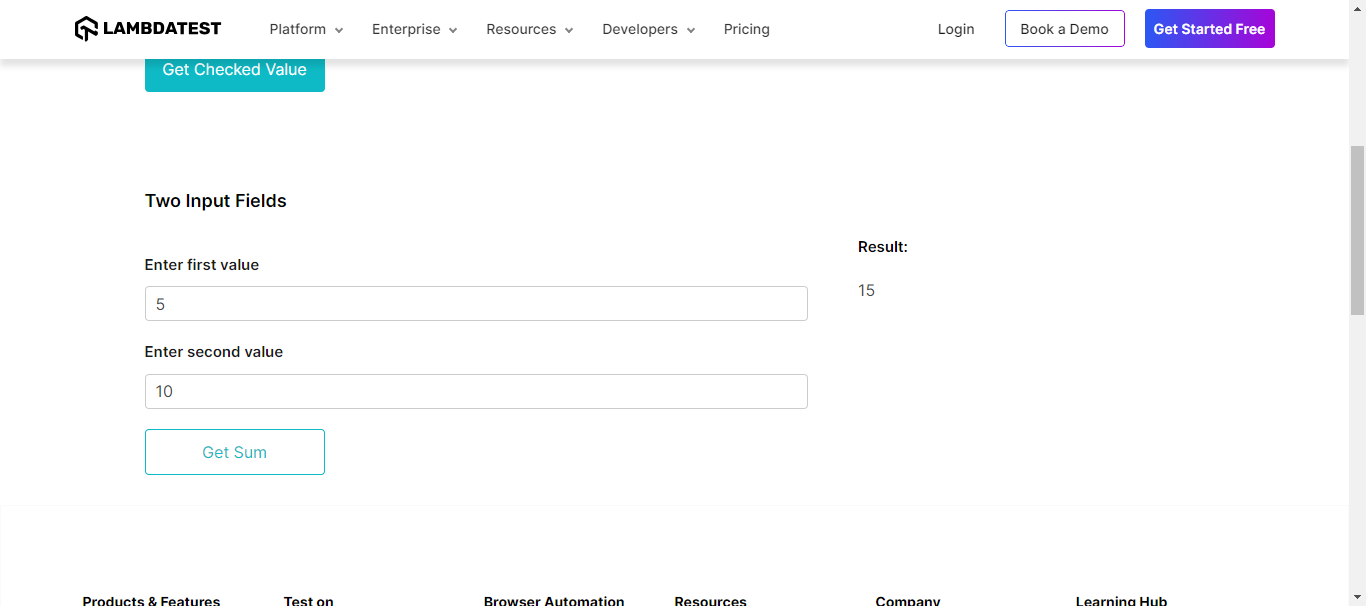 LAMBDATEST Platform Enterprise Resources Developers Pricing Login Book a Demo Get Started Free
Get Checked Value
Two Input Fields
Enter first value
5
Enter second value
10
Get Sum
Result:
15
Products & Features Test on Browser Automation Resources Company Learning Hub